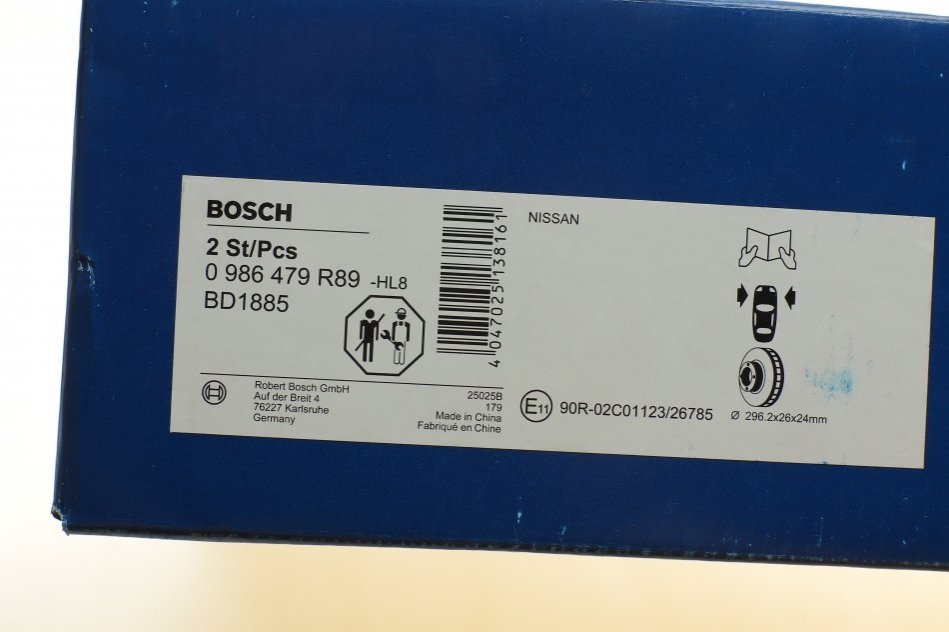 BOSCH
2 St/Pcs
0 986 479 R89 -HL8
BD1885
4 047025 138161
NISSAN
Robert Bosch GmbH
Auf der Breit 4
76227 Karlsruhe
Germany
25025B
179
Made in China
Fabriqué en Chine
E11 90R-02C01123/26785
Ø 296.2x26x24mm